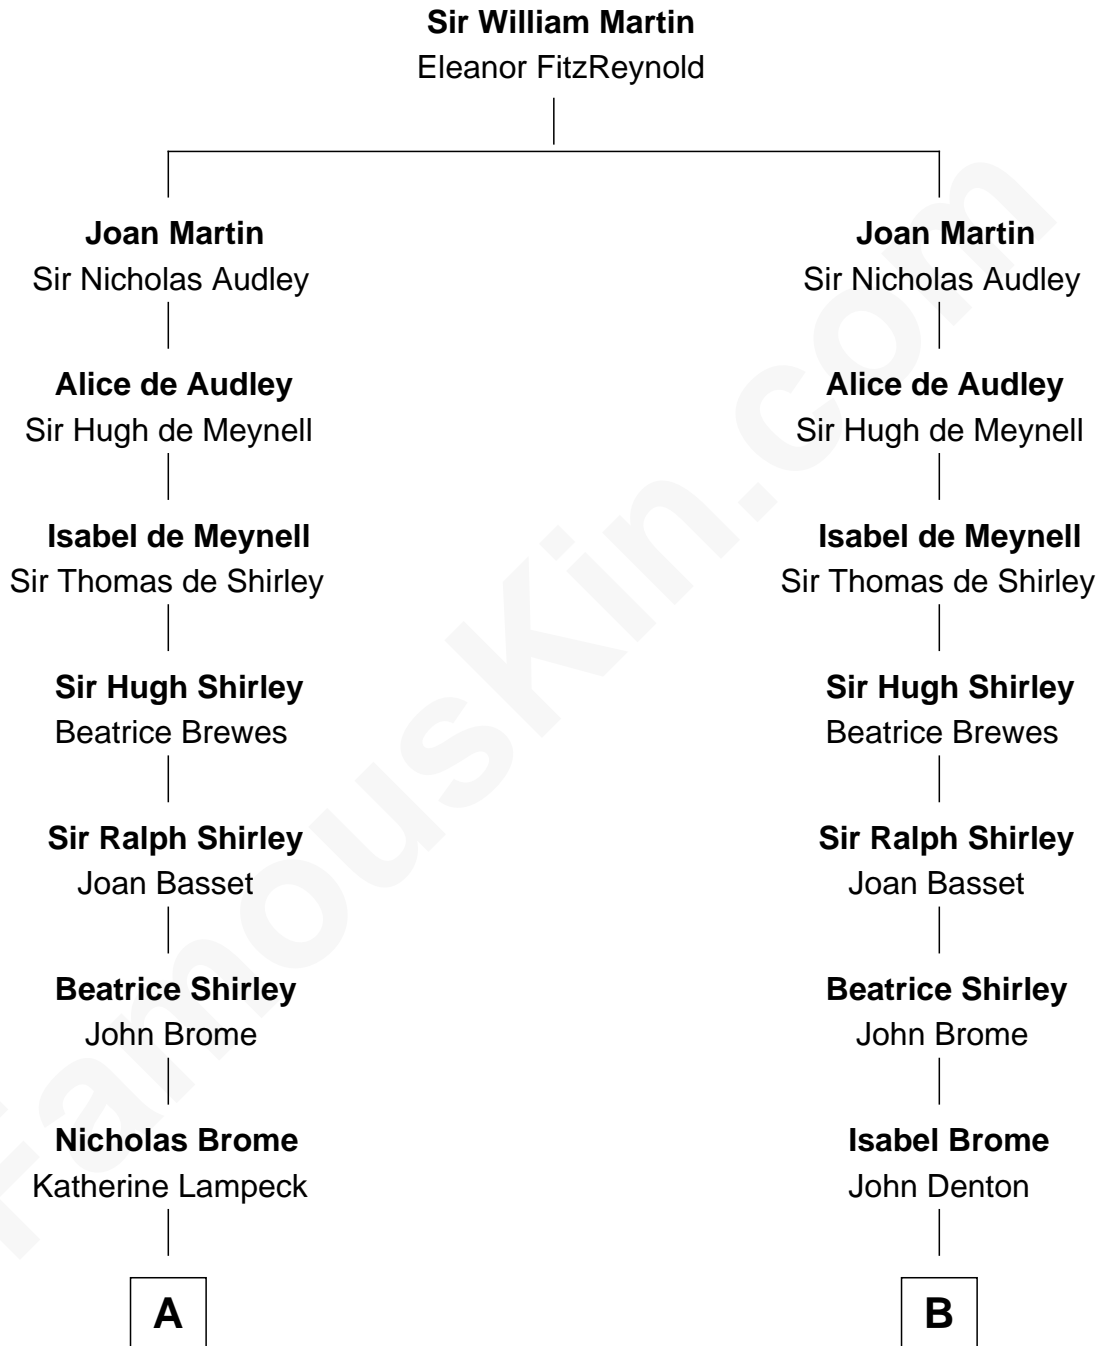 Sir William Martin
Eleanor FitzReynold
Joan Martin
Sir Nicholas Audley
Joan Martin
Sir Nicholas Audley
Alice de Audley
Sir Hugh de Meynell
Alice de Audley
Sir Hugh de Meynell
Isabel de Meynell
Sir Thomas de Shirley
Isabel de Meynell
Sir Thomas de Shirley
Sir Hugh Shirley
Beatrice Brewes
Sir Hugh Shirley
Beatrice Brewes
Sir Ralph Shirley
Joan Basset
Sir Ralph Shirley
Joan Basset
Beatrice Shirley
John Brome
Beatrice Shirley
John Brome
Nicholas Brome
Katherine Lampeck
Isabel Brome
John Denton
A
B
FamousKin.com